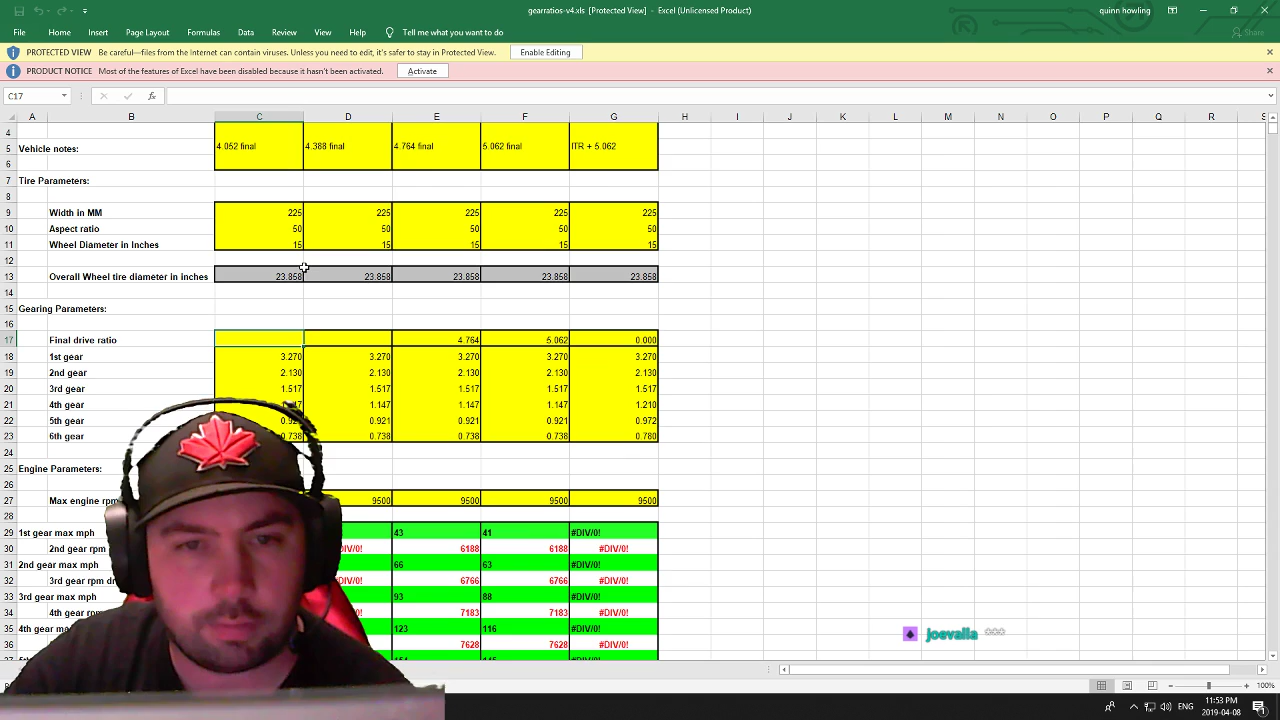 gearratios-v4.xls [Protected View] - Excel (Unlicensed Product)
quinn howling
File Home Insert Page Layout Formulas Data Review View Help Tell me what you want to do
Share
PROTECTED VIEW Be careful—files from the Internet can contain viruses. Unless you need to edit, it's safer to stay in Protected View. Enable Editing
PRODUCT NOTICE Most of the features of Excel have been disabled because it hasn't been activated. Activate
C17 fx
A B C D E F G H I J K L M N O P Q R S
4
5 Vehicle notes: 4.052 final 4.388 final 4.764 final 5.062 final ITR + 5.062
6
7 Tire Parameters:
8
9 Width in MM 225 225 225 225 225
10 Aspect ratio 50 50 50 50 50
11 Wheel Diameter in Inches 15 15 15 15 15
12
13 Overall Wheel tire diameter in inches 23.858 23.858 23.858 23.858 23.858
14
15 Gearing Parameters:
16
17 Final drive ratio 4.764 5.062 0.000
18 1st gear 3.270 3.270 3.270 3.270 3.270
19 2nd gear 2.130 2.130 2.130 2.130 2.130
20 3rd gear 1.517 1.517 1.517 1.517 1.517
21 4th gear 1.147 1.147 1.147 1.210
22 5th gear 0.921 0.921 0.921 0.972
23 6th gear 0.738 0.738 0.738 0.738 0.780
24
25 Engine Parameters:
26
27 Max engine rpm 9500 9500 9500 9500
28
29 1st gear max mph 43 41 #DIV/0!
30 2nd gear rpm #DIV/0! 6188 6188 #DIV/0!
31 2nd gear max mph 66 63 #DIV/0!
32 3rd gear rpm #DIV/0! 6766 6766 #DIV/0!
33 3rd gear max mph 93 88 #DIV/0!
34 4th gear rpm 7183 7183 #DIV/0!
35 4th gear 123 116 #DIV/0!
36 7628 7628 #DIV/0!
joevalia ***
100%
ENG 11:53 PM
2019-04-08